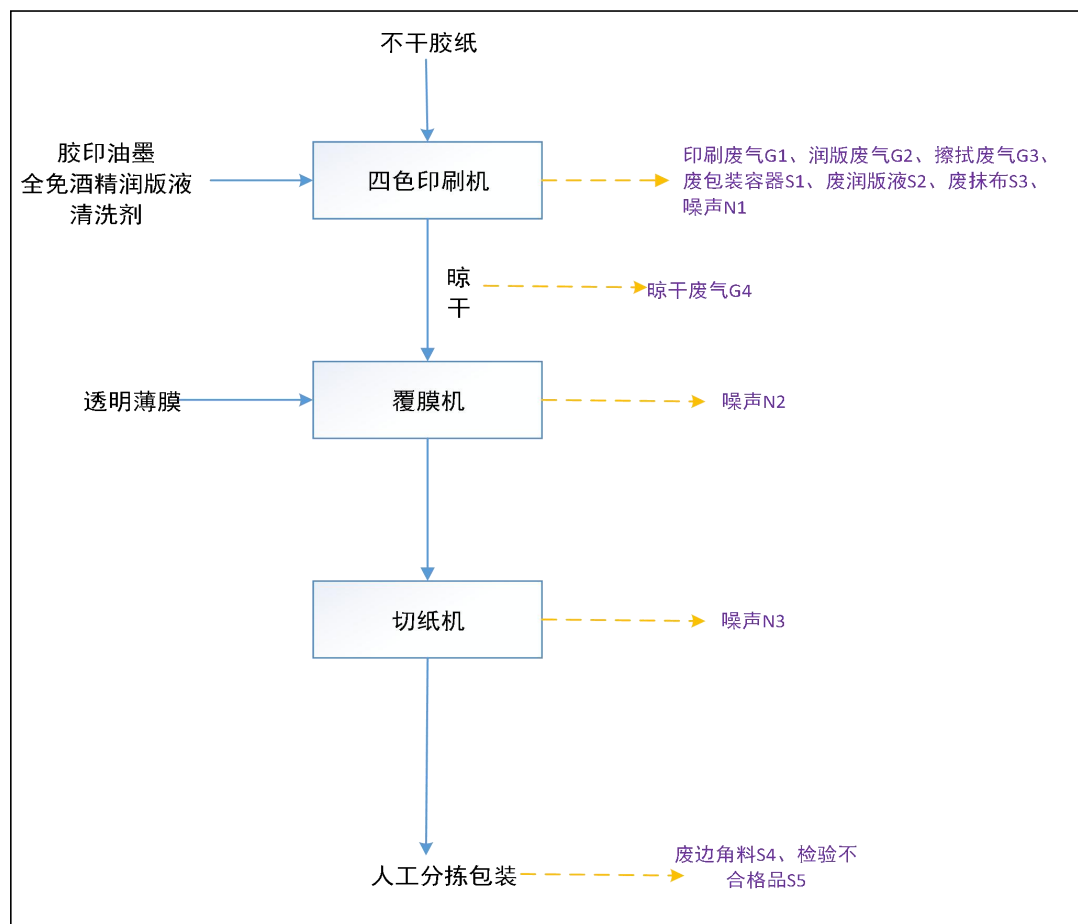 不干胶纸
胶印油墨
全免酒精润版液
清洗剂
四色印刷机
印刷废气G1、润版废气G2、擦拭废气G3、
废包装容器S1、废润版液S2、废抹布S3、
噪声N1
晾
干
晾干废气G4
透明薄膜
覆膜机
噪声N2
切纸机
噪声N3
人工分拣包装
废边角料S4、检验不
合格品S5